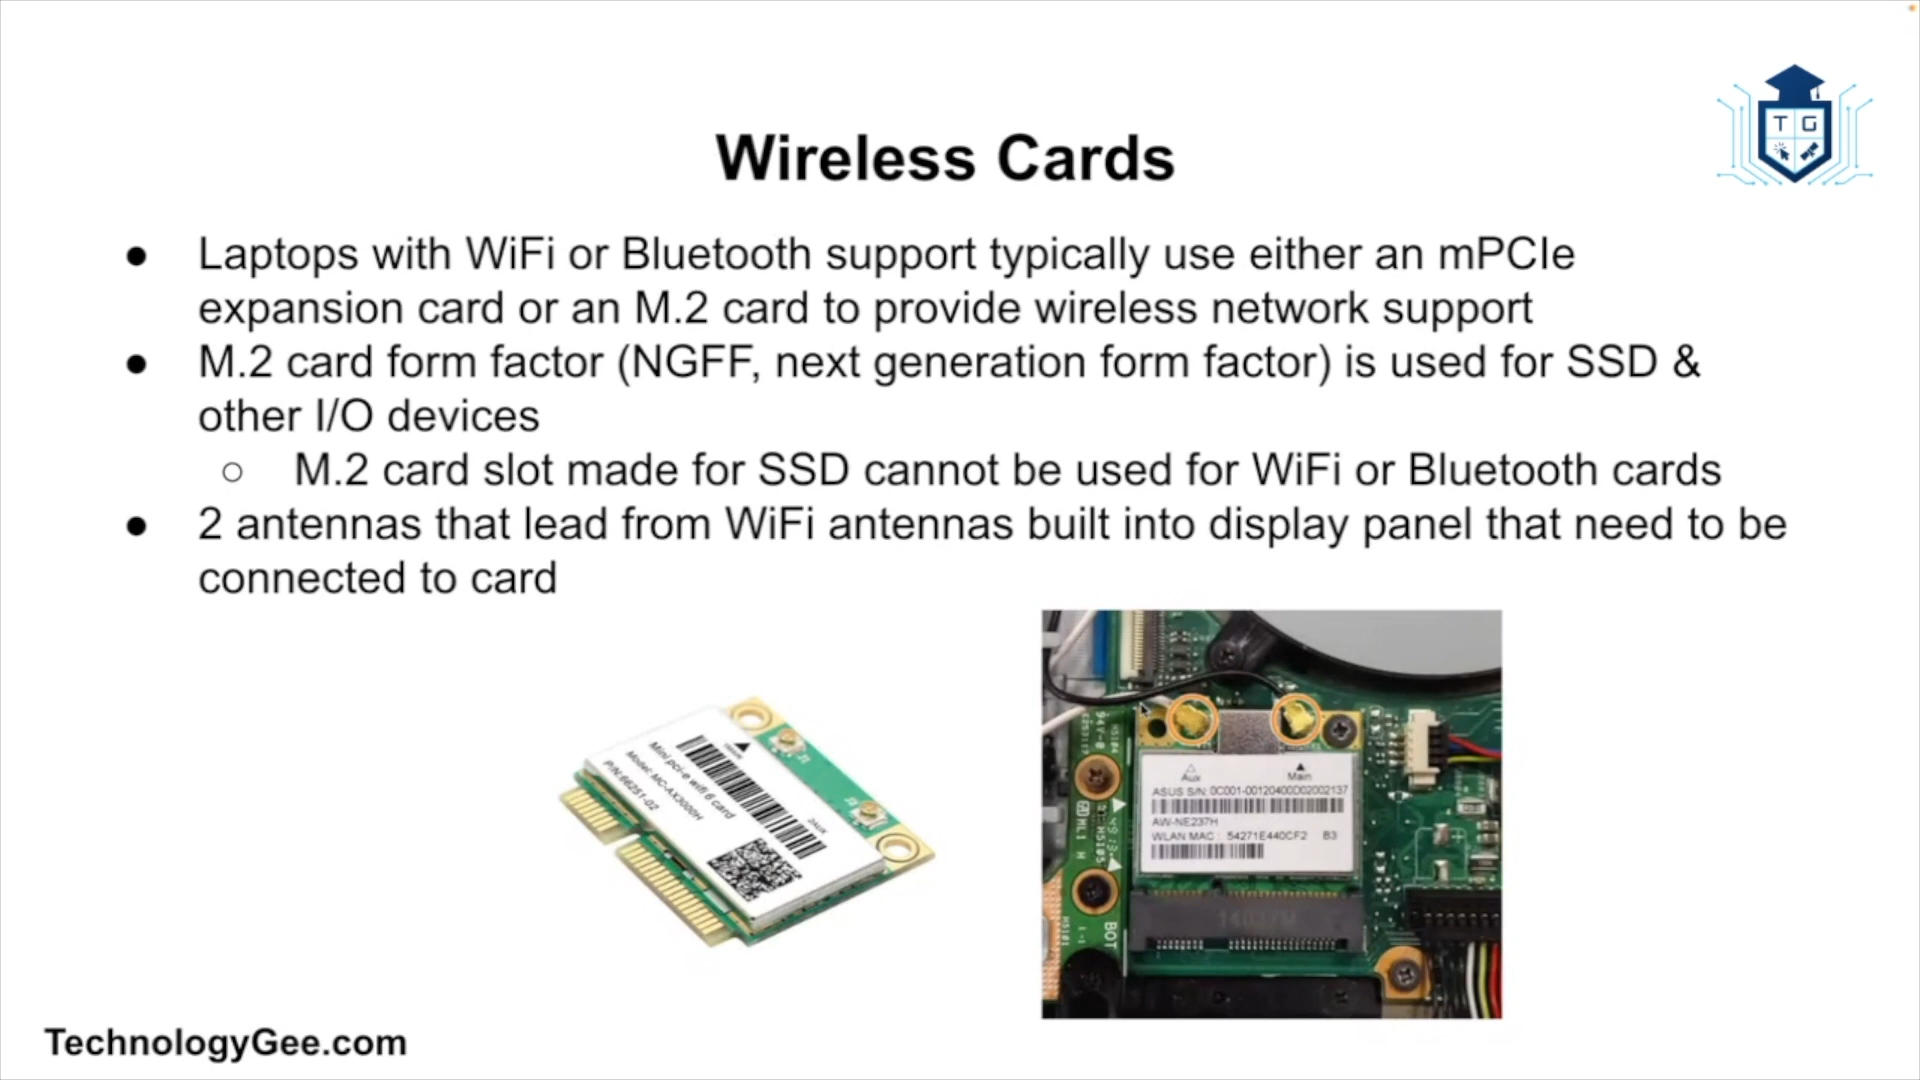 T G
Wireless Cards
● Laptops with WiFi or Bluetooth support typically use either an mPCIe
expansion card or an M.2 card to provide wireless network support
● M.2 card form factor (NGFF, next generation form factor) is used for SSD &
other I/O devices
○ M.2 card slot made for SSD cannot be used for WiFi or Bluetooth cards
● 2 antennas that lead from WiFi antennas built into display panel that need to be
connected to card
Mini pci-e wifi 6 card
Model: MC-AX3000H
P/N:66251-02
J1
Aux Main
ASUS S/N: 0C001-00120400D02002137
AW-NE237H
WLAN MAC : 54271E440CF2 B3
BOT
TechnologyGee.com